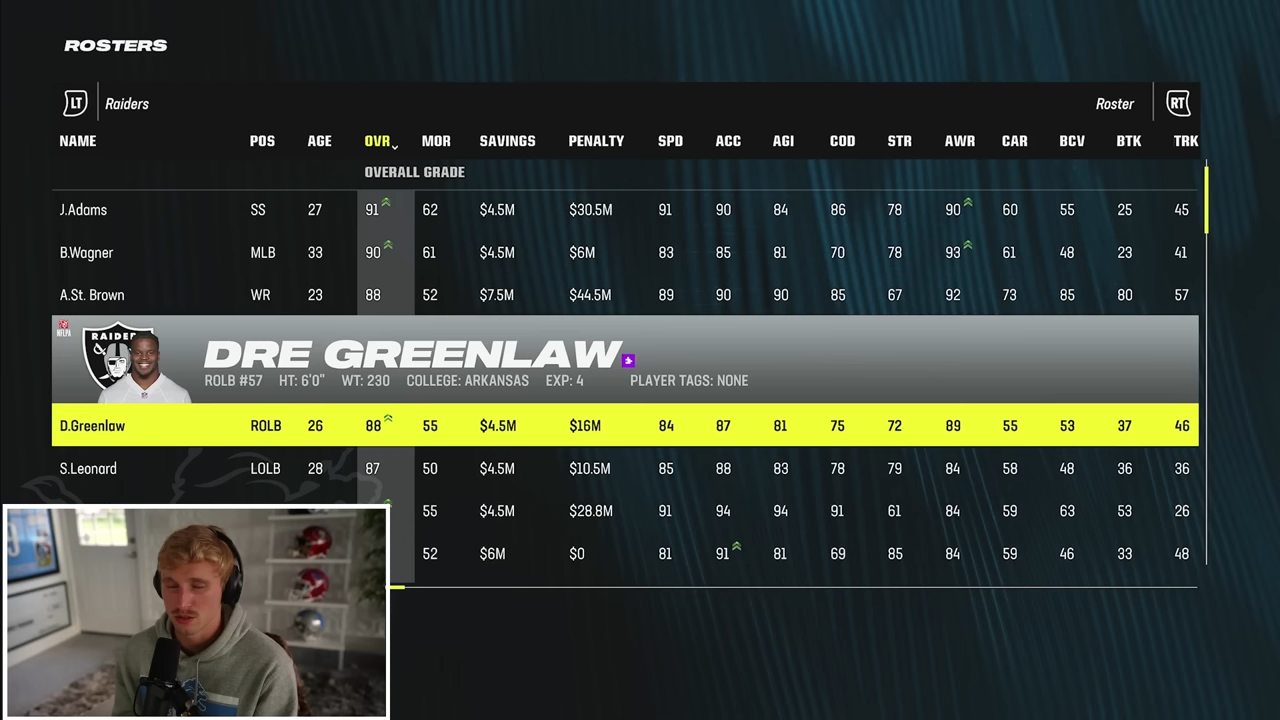 ROSTERS
LT Raiders Roster RT
NAME POS AGE OVR MOR SAVINGS PENALTY SPD ACC AGI COD STR AWR CAR BCV BTK TRK
OVERALL GRADE
J.Adams SS 27 91 62 $4.5M $30.5M 91 90 84 86 78 90 60 55 25 45
B.Wagner MLB 33 90 61 $4.5M $6M 83 85 81 70 78 93 61 48 23 41
A.St. Brown WR 23 88 52 $7.5M $44.5M 89 90 90 85 67 92 73 85 80 57
NFLPA
RAIDERS
DRE GREENLAW
ROLB #57 HT: 6'0" WT: 230 COLLEGE: ARKANSAS EXP: 4 PLAYER TAGS: NONE
D.Greenlaw ROLB 26 88 55 $4.5M $16M 84 87 81 75 72 89 55 53 37 46
S.Leonard LOLB 28 87 50 $4.5M $10.5M 85 88 83 78 79 84 58 48 36 36
55 $4.5M $28.8M 91 94 94 91 61 84 59 63 53 26
52 $6M $0 81 91 81 69 85 84 59 46 33 48